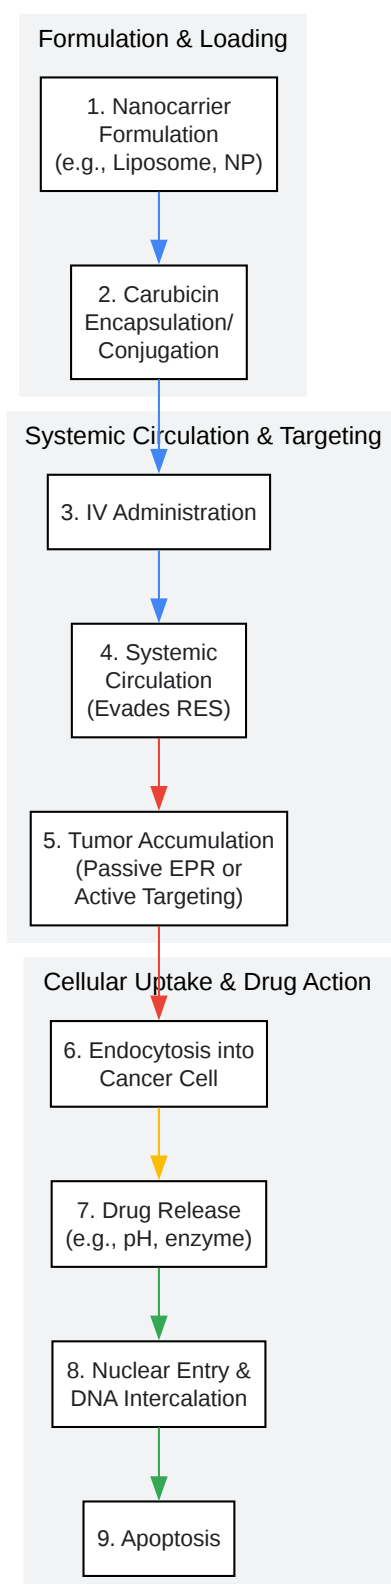 Formulation & Loading
1. Nanocarrier
Formulation
(e.g., Liposome, NP)
2. Carubicin
Encapsulation/
Conjugation
Systemic Circulation & Targeting
3. IV Administration
4. Systemic
Circulation
(Evades RES)
5. Tumor Accumulation
(Passive EPR or
Active Targeting)
Cellular Uptake & Drug Action
6. Endocytosis into
Cancer Cell
7. Drug Release
(e.g., pH, enzyme)
8. Nuclear Entry &
DNA Intercalation
9. Apoptosis